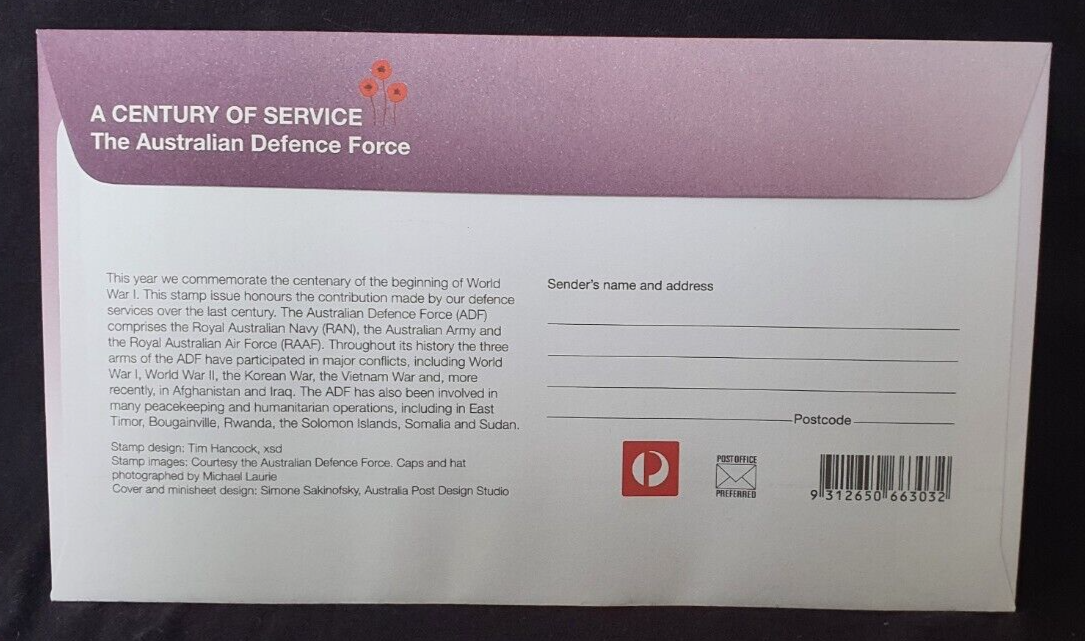 A CENTURY OF SERVICE
The Australian Defence Force
This year we commemorate the centenary of the beginning of World
War I. This stamp issue honours the contribution made by our defence
services over the last century. The Australian Defence Force (ADF)
comprises the Royal Australian Navy (RAN), the Australian Army and
the Royal Australian Air Force (RAAF). Throughout its history the three
arms of the ADF have participated in major conflicts, including World
War I, World War II, the Korean War, the Vietnam War and, more
recently, in Afghanistan and Iraq. The ADF has also been involved in
many peacekeeping and humanitarian operations, including in East
Timor, Bougainville, Rwanda, the Solomon Islands, Somalia and Sudan.
Stamp design: Tim Hancock, xsd
Stamp images: Courtesy the Australian Defence Force. Caps and hat
photographed by Michael Laurie
Cover and minisheet design: Simone Sakinofsky, Australia Post Design Studio
Sender's name and address
Postcode
POST OFFICE
PREFERRED
9 312650 663032